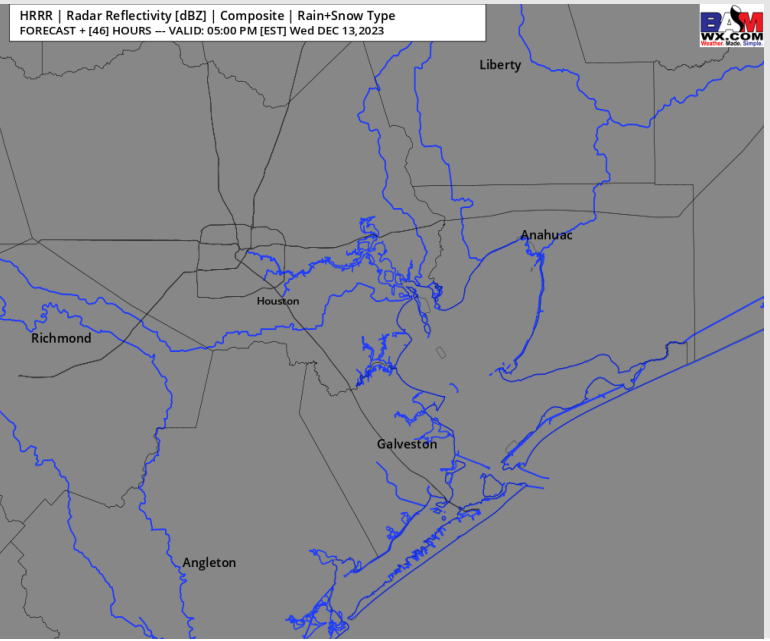 HRRR | Radar Reflectivity [dBZ] | Composite | Rain+Snow Type
FORECAST + [46] HOURS --- VALID: 05:00 PM [EST] Wed DEC 13,2023
BAM
WX.COM
Weather. Made. Simple.
Liberty
Anahuac
Houston
Richmond
Galveston
Angleton